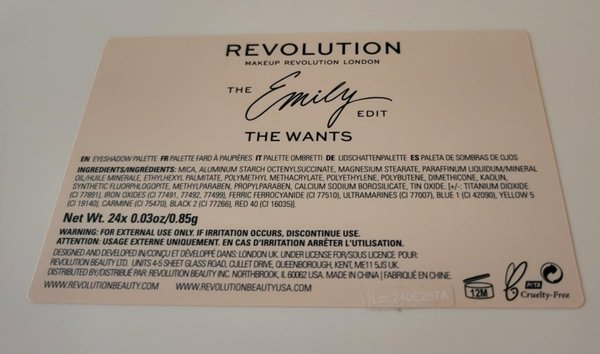 REVOLUTION
MAKEUP REVOLUTION LONDON
THE Emily EDIT
THE WANTS
EN EYESHADOW PALETTE FR PALETTE FARD À PAUPIÈRES IT PALETTE OMBRETTI DE LIDSCHATTENPALETTE ES PALETA DE SOMBRAS DE OJOS
INGREDIENTS/INGRÉDIENTS: MICA, ALUMINUM STARCH OCTENYLSUCCINATE, MAGNESIUM STEARATE, PARAFFINUM LIQUIDUM/MINERAL
OIL/HUILE MINERALE, ETHYLHEXYL PALMITATE, POLYMETHYL METHACRYLATE, POLYETHYLENE, POLYBUTENE, DIMETHICONE, KAOLIN,
SYNTHETIC FLUORPHLOGOPITE, METHYLPARABEN, PROPYLPARABEN, CALCIUM SODIUM BOROSILICATE, TIN OXIDE. [+/-: TITANIUM DIOXIDE
(CI 77891), IRON OXIDES (CI 77491, 77492, 77499), FERRIC FERROCYANIDE (CI 77510), ULTRAMARINES (CI 77007), BLUE 1 (CI 42090), YELLOW 5
(CI 19140), CARMINE (CI 75470), BLACK 2 (CI 77266), RED 40 (CI 16035)].
Net Wt. 24x 0.03oz/0.85g
WARNING: FOR EXTERNAL USE ONLY. IF IRRITATION OCCURS, DISCONTINUE USE.
ATTENTION: USAGE EXTERNE UNIQUEMENT. EN CAS D'IRRITATION ARRÊTER L'UTILISATION.
DESIGNED AND DEVELOPED IN/CONÇU ET DÉVELOPPÉ DANS: LONDON UK. UNDER LICENSE FOR/SOUS LICENCE POUR:
REVOLUTION BEAUTY LTD. UNITS 4-5 SHEET GLASS ROAD, CULLET DRIVE, QUEENBOROUGH, KENT, ME11 5JS UK.
DISTRIBUTED BY/DISTRIBUÉ PAR: REVOLUTION BEAUTY INC. NORTHBROOK, IL 60062 USA. MADE IN CHINA | FABRIQUÉ EN CHINE.
WWW.REVOLUTIONBEAUTY.COM WWW.REVOLUTIONBEAUTYUSA.COM
12M
PeTA
Cruelty-Free